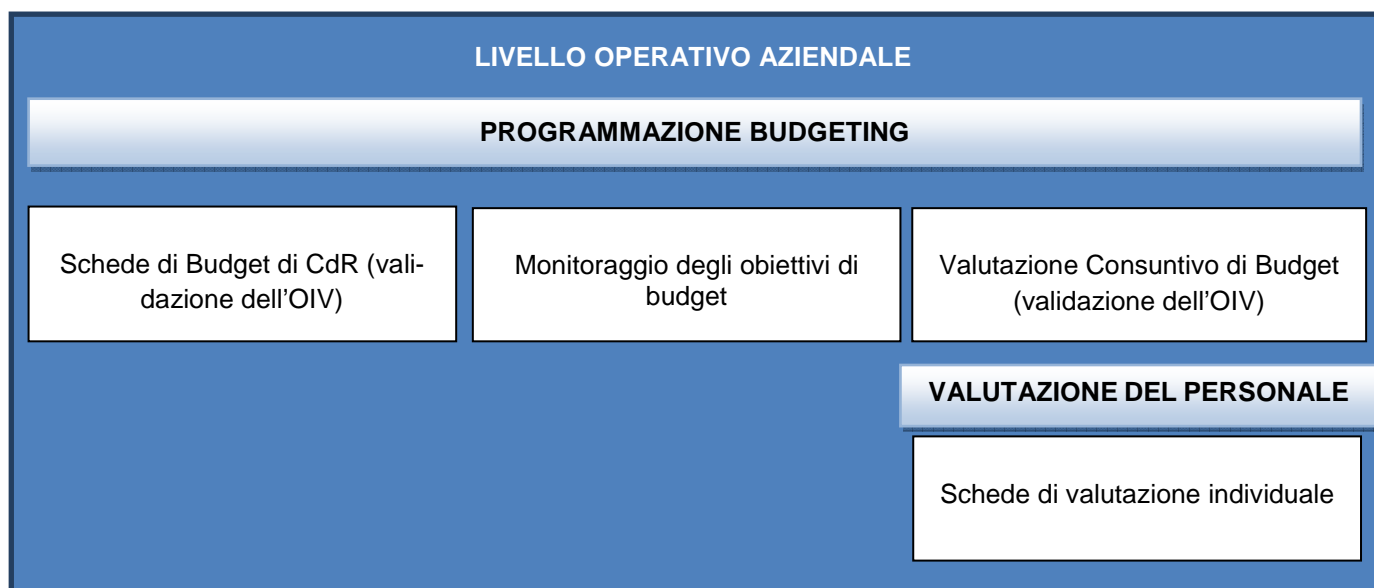 LIVELLO OPERATIVO AZIENDALE
PROGRAMMAZIONE BUDGETING
Schede di Budget di CdR (vali-
dazione dell'OIV)
Monitoraggio degli obiettivi di
budget
Valutazione Consuntivo di Budget
(validazione dell'OIV)
VALUTAZIONE DEL PERSONALE
Schede di valutazione individuale